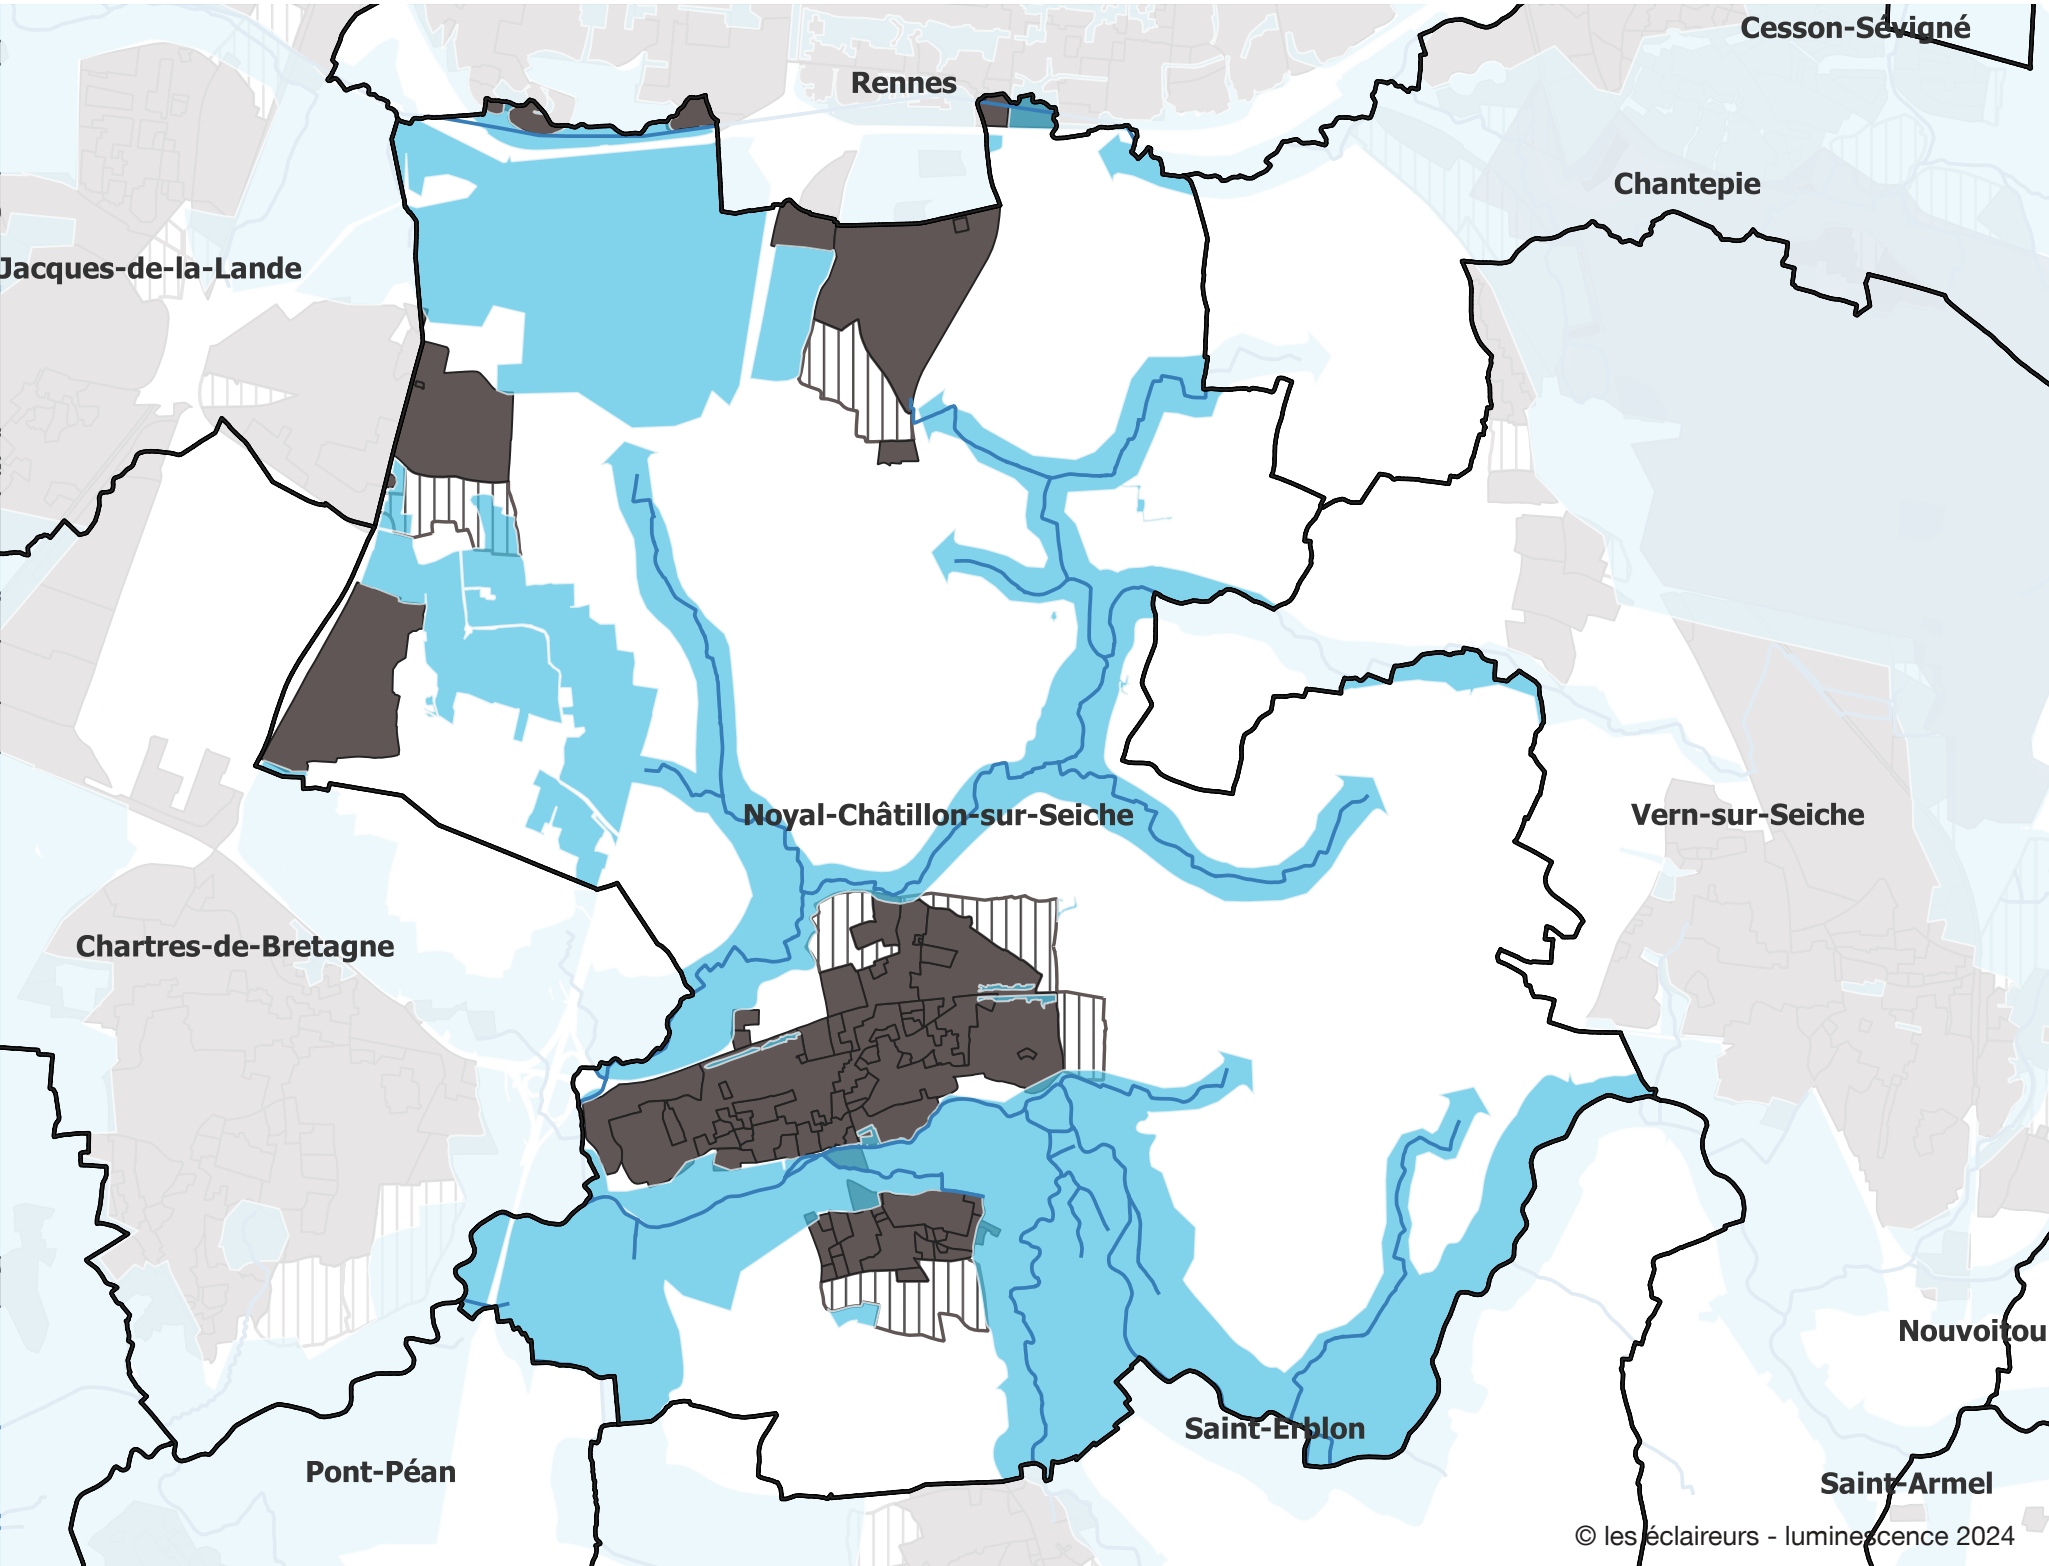 Cesson-Sévigné
Rennes
Chantepie
Jacques-de-la-Lande
Noyal-Châtillon-sur-Seiche
Vern-sur-Seiche
Chartres-de-Bretagne
Nouvoitou
Saint-Erblon
Pont-Péan
Saint-Armel
© les éclaireurs - luminescence 2024